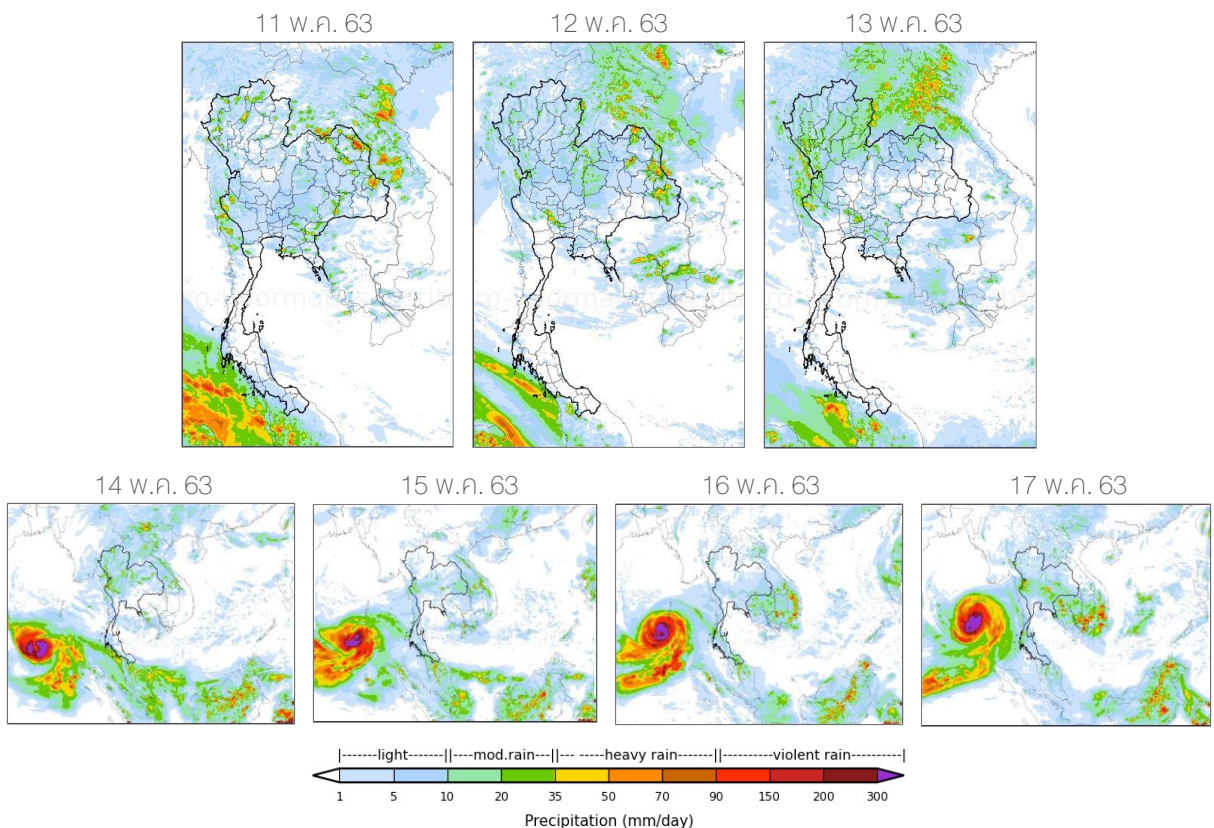 11 พ.ค. 63
12 พ.ค. 63
13 พ.ค. 63
14 พ.ค. 63
15 พ.ค. 63
16 พ.ค. 63
17 พ.ค. 63
|------light------||----mod.rain---||--- -----heavy rain------||---------violent rain----------|
1 5 10 20 35 50 70 90 150 200 300
Precipitation (mm/day)